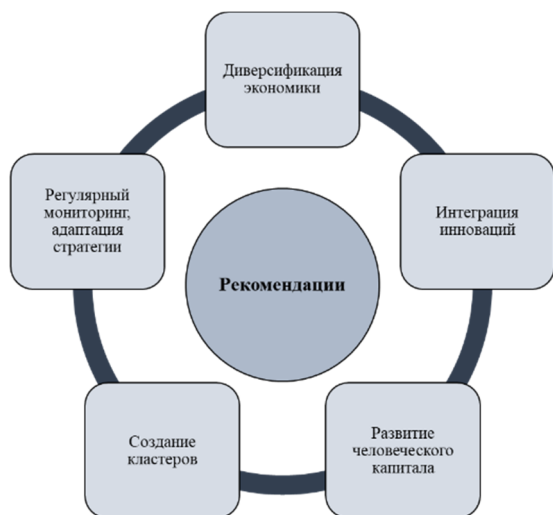 Диверсификация
экономики
Регулярный
мониторинг,
адаптация
стратегии
Интеграция
инноваций
Рекомендации
Создание
кластеров
Развитие
человеческого
капитала